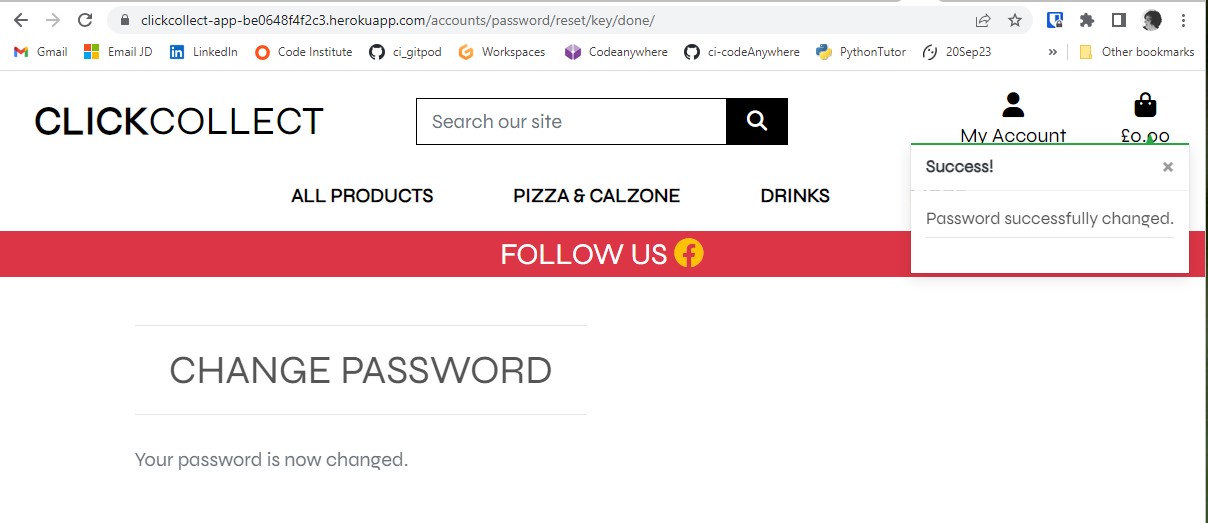 clickcollect-app-be0648f4f2c3.herokuapp.com/accounts/password/reset/key/done/
Gmail Email JD LinkedIn Code Institute ci_gitpod Workspaces Codeanywhere ci-codeAnywhere PythonTutor 20Sep23 » Other bookmarks
CLICKCOLLECT
Search our site
My Account
£0.00
Success! ×
Password successfully changed.
ALL PRODUCTS PIZZA & CALZONE DRINKS
FOLLOW US
CHANGE PASSWORD
Your password is now changed.